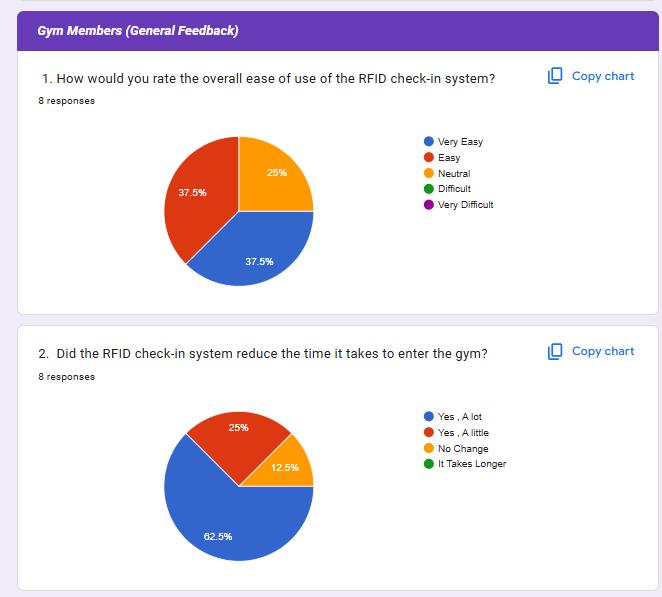 Gym Members (General Feedback)
1. How would you rate the overall ease of use of the RFID check-in system?
Copy chart
8 responses
25%
37.5%
37.5%
Very Easy
Easy
Neutral
Difficult
Very Difficult
2. Did the RFID check-in system reduce the time it takes to enter the gym?
Copy chart
8 responses
25%
12.5%
62.5%
Yes , A lot
Yes , A little
No Change
It Takes Longer